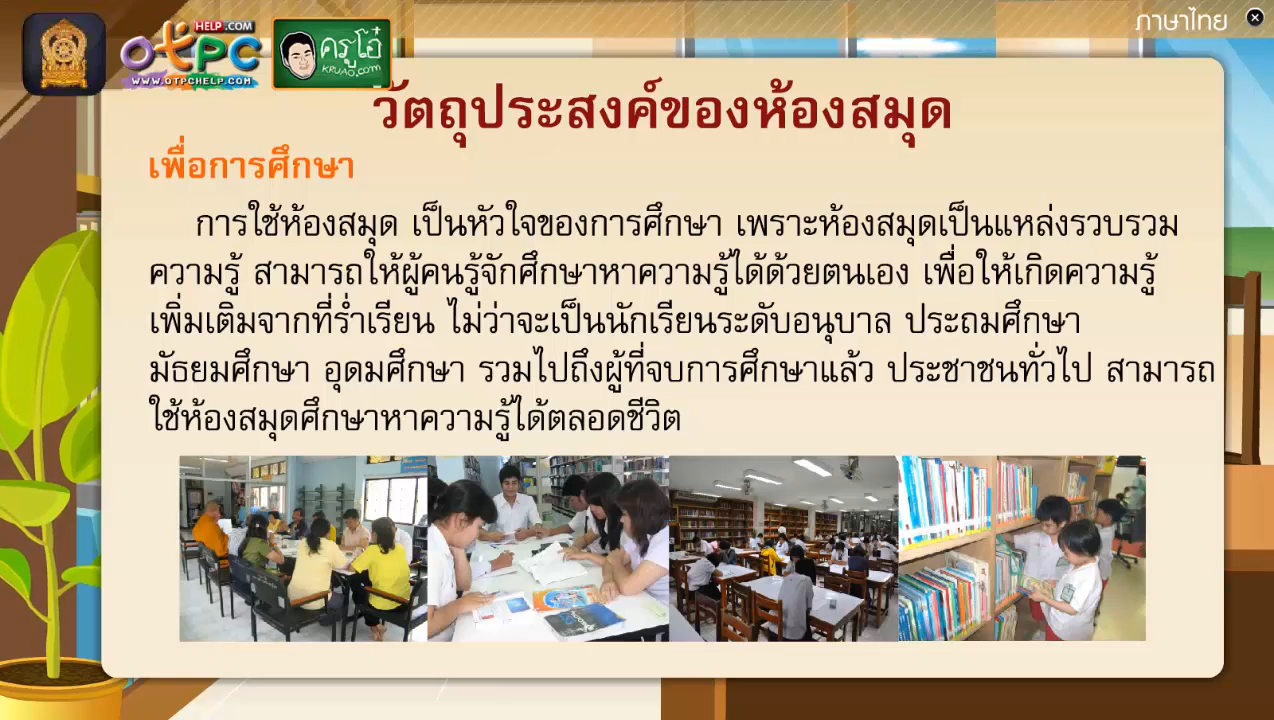 ภาษาไทย
HELP.COM
OTPC
WWW.OTPCHELP.COM
ครูโอ๋
KRUAO.COM
วัตถุประสงค์ของห้องสมุด
เพื่อการศึกษา
การใช้ห้องสมุด เป็นหัวใจของการศึกษา เพราะห้องสมุดเป็นแหล่งรวบรวม
ความรู้ สามารถให้ผู้คนรู้จักศึกษาหาความรู้ได้ด้วยตนเอง เพื่อให้เกิดความรู้
เพิ่มเติมจากที่ร่ำเรียน ไม่ว่าจะเป็นนักเรียนระดับอนุบาล ประถมศึกษา
มัธยมศึกษา อุดมศึกษา รวมไปถึงผู้ที่จบการศึกษาแล้ว ประชาชนทั่วไป สามารถ
ใช้ห้องสมุดศึกษาหาความรู้ได้ตลอดชีวิต